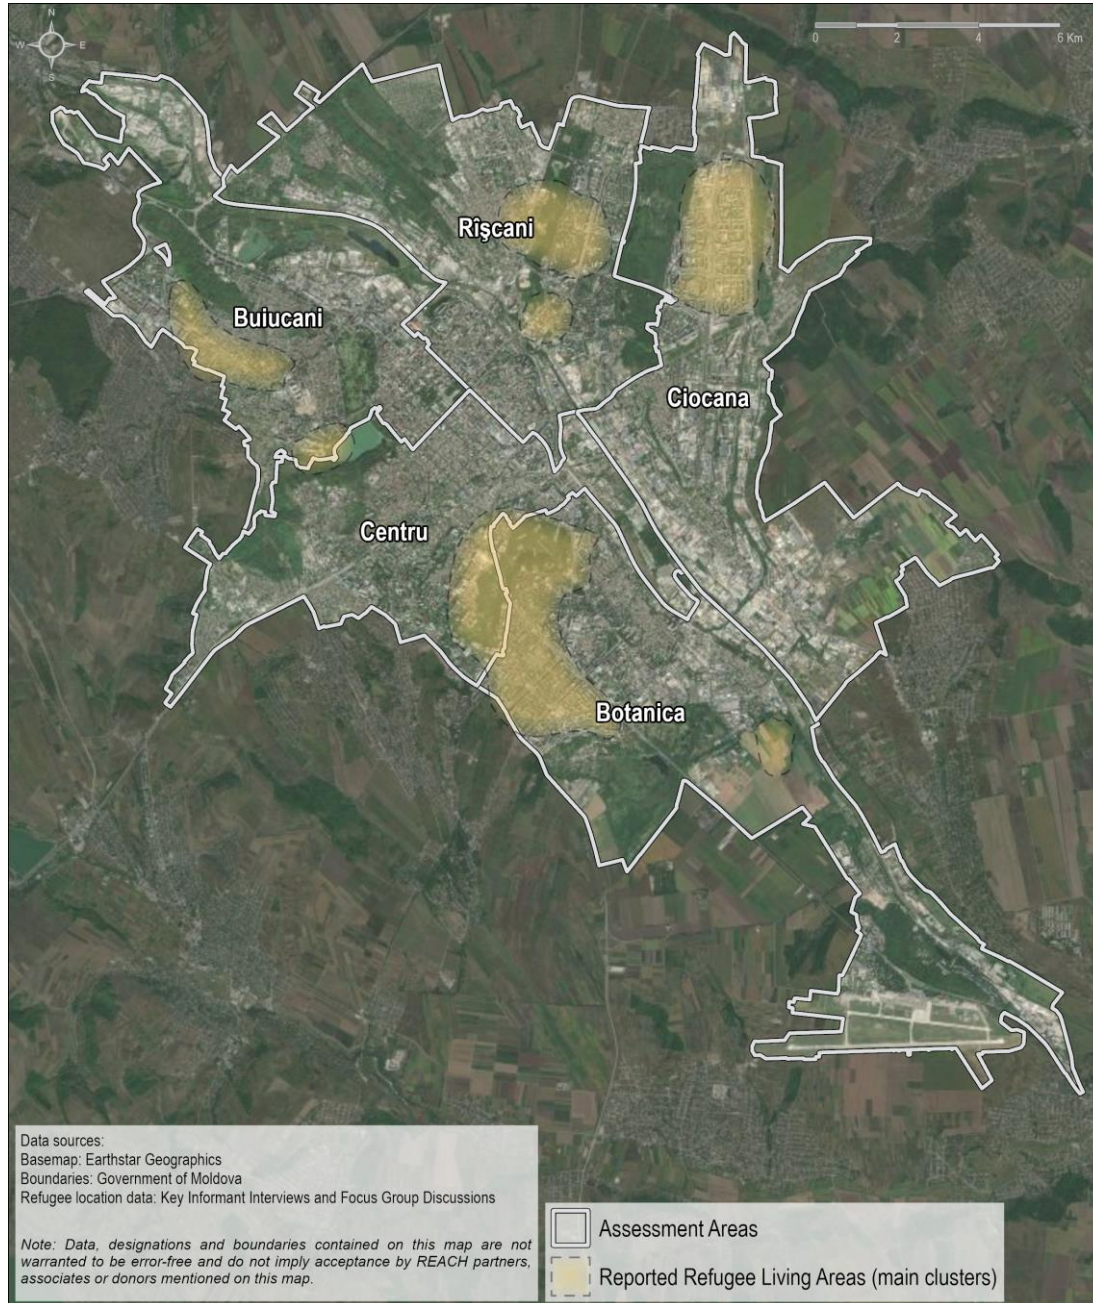 N
W E
S
0 2 4 6 Km
Rîşcani
Buiucani
Ciocana
Centru
Botanica
Data sources:
Basemap: Earthstar Geographics
Boundaries: Government of Moldova
Refugee location data: Key Informant Interviews and Focus Group Discussions
Note: Data, designations and boundaries contained on this map are not
warranted to be error-free and do not imply acceptance by REACH partners,
associates or donors mentioned on this map.
Assessment Areas
Reported Refugee Living Areas (main clusters)